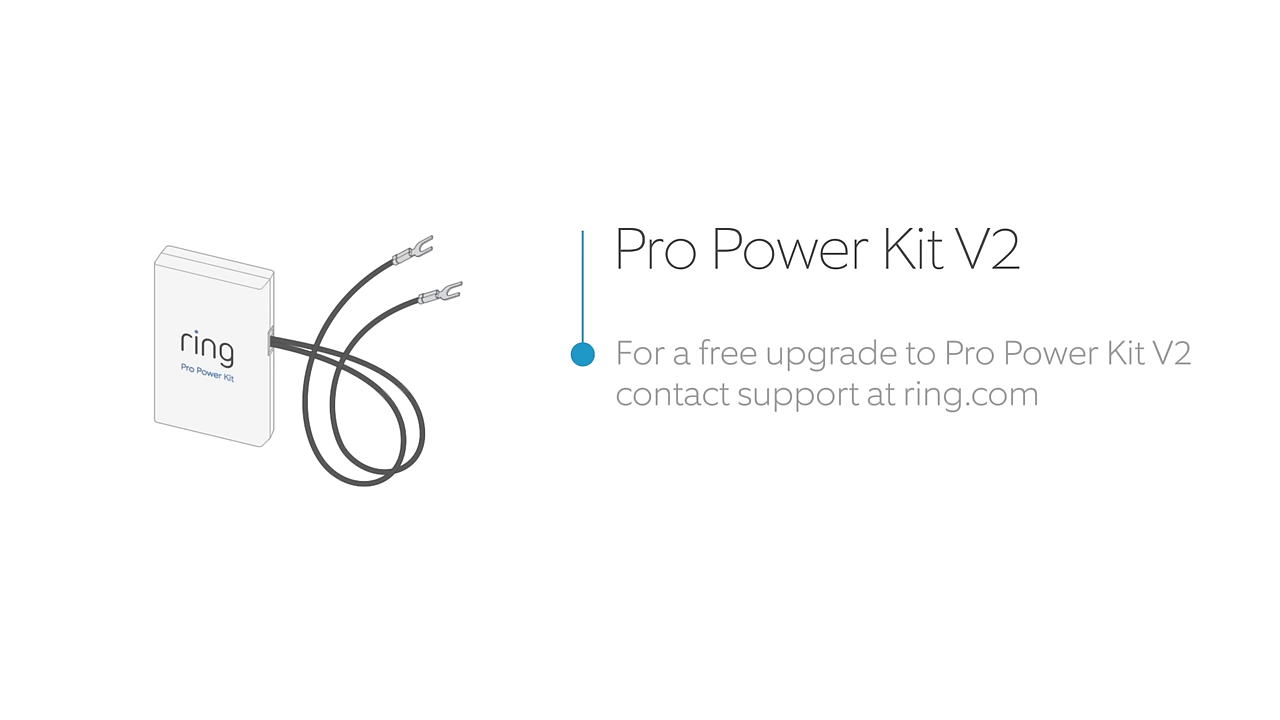 ring
Pro Power Kit
Pro Power Kit V2
For a free upgrade to Pro Power Kit V2
contact support at ring.com